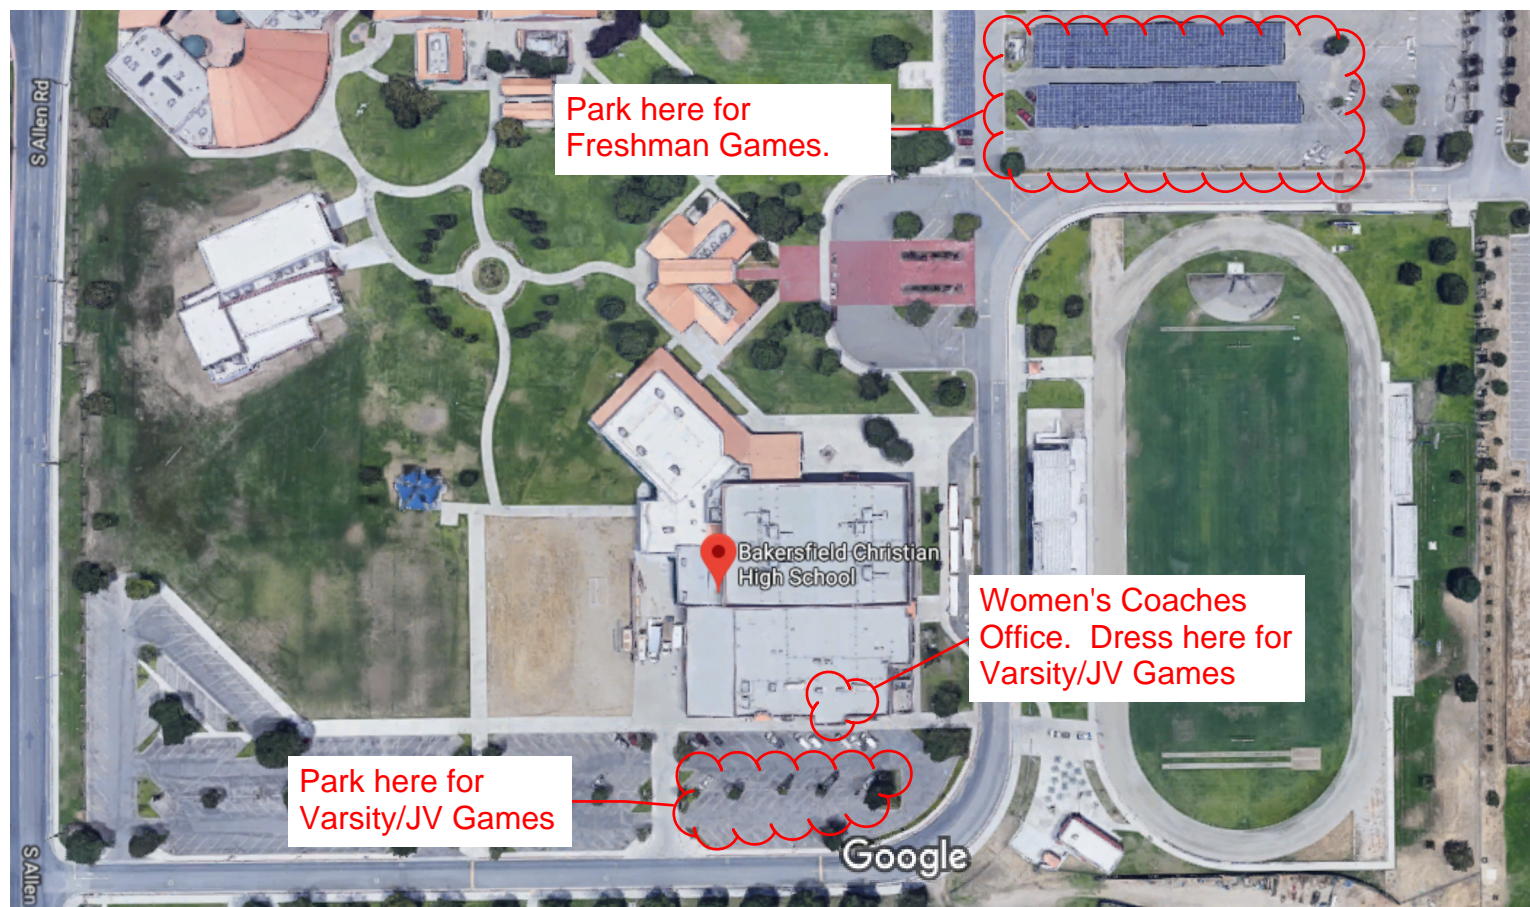 S Allen Rd
Park here for
Freshman Games.
Bakersfield Christian
High School
Women's Coaches
Office.  Dress here for
Varsity/JV Games
Park here for
Varsity/JV Games
Google
S Allen